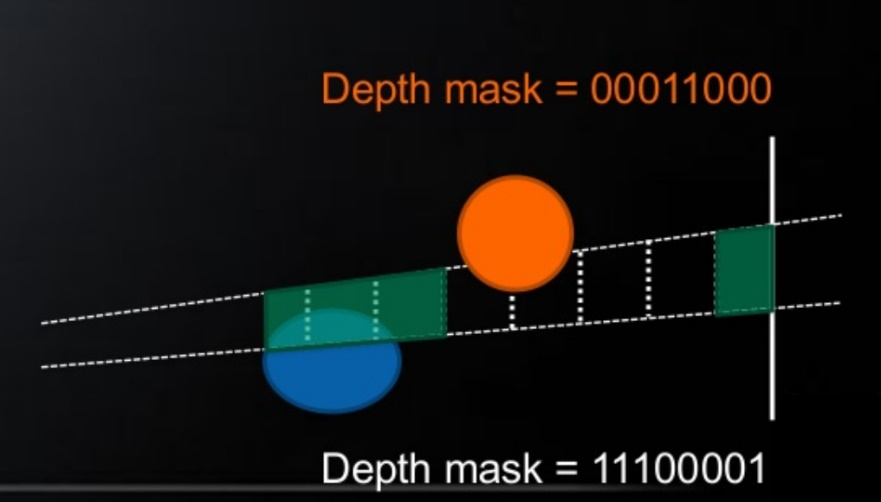 Depth mask = 00011000
Depth mask = 11100001